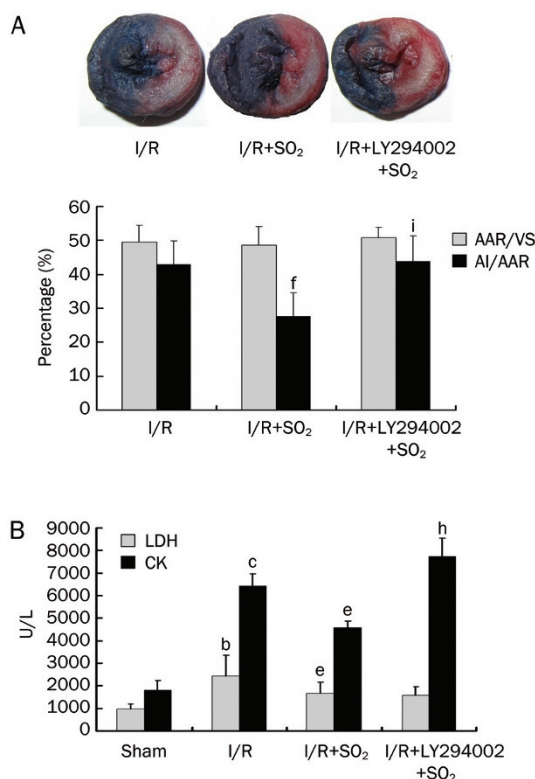 A
I/R
I/R+SO₂
I/R+LY294002
+SO₂
Percentage (%)
60
50
40
30
20
10
0
f
i
AAR/VS
AI/AAR
I/R
I/R+SO₂
I/R+LY294002
+SO₂
B
U/L
9000
8000
7000
6000
5000
4000
3000
2000
1000
0
LDH
CK
b
c
e
e
h
Sham
I/R
I/R+SO₂
I/R+LY294002
+SO₂